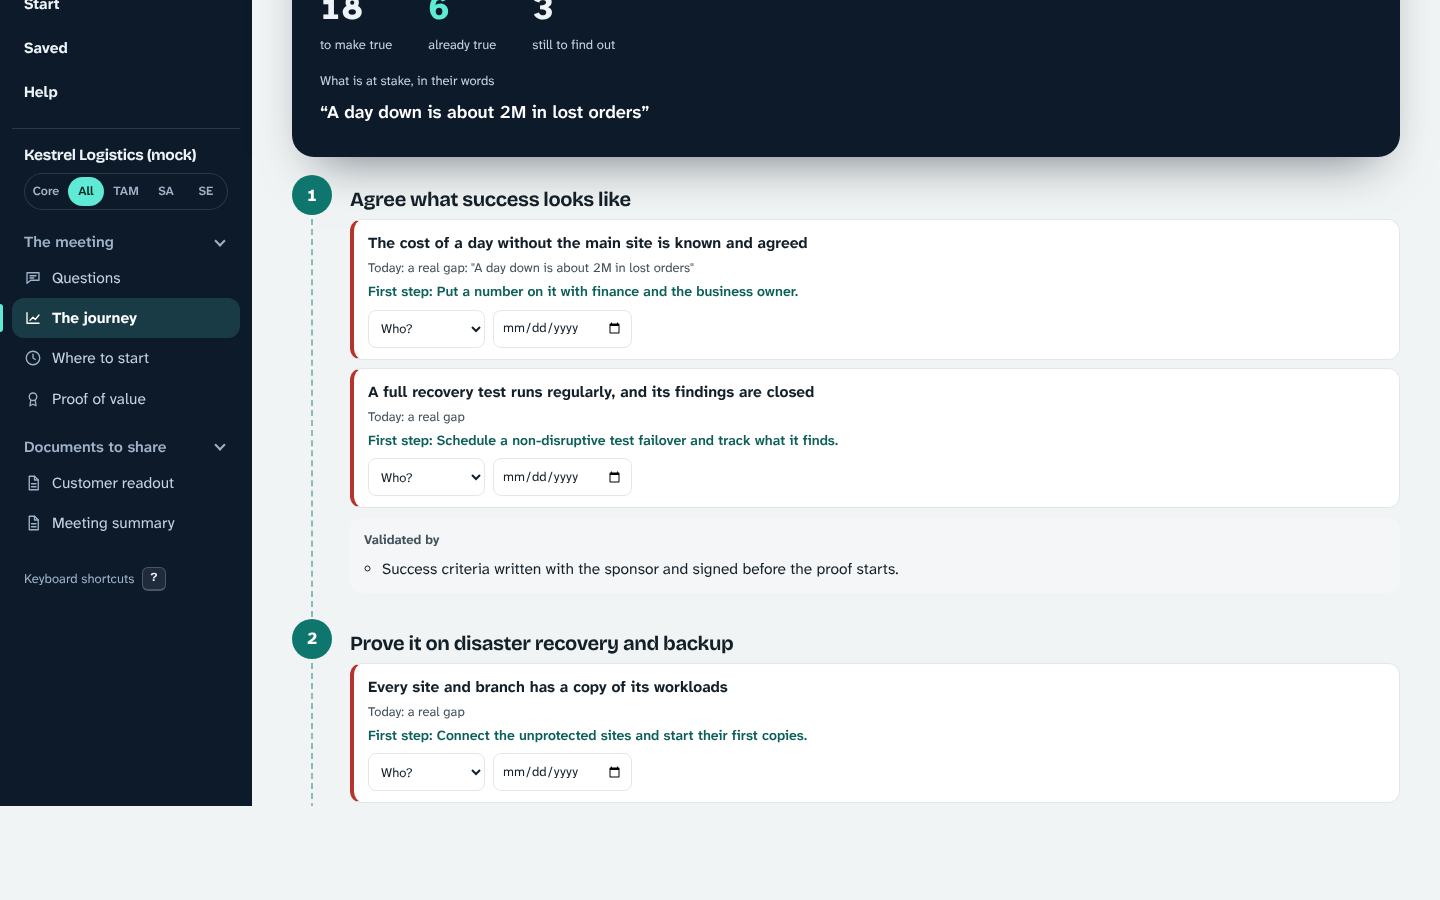 Start
Saved
Help
Kestrel Logistics (mock)
Core All TAM SA SE
The meeting
Questions
The journey
Where to start
Proof of value
Documents to share
Customer readout
Meeting summary
Keyboard shortcuts ?
18 6 3
to make true already true still to find out
What is at stake, in their words
“A day down is about 2M in lost orders”
1 Agree what success looks like
The cost of a day without the main site is known and agreed
Today: a real gap: "A day down is about 2M in lost orders"
First step: Put a number on it with finance and the business owner.
Who? mm/dd/yyyy
A full recovery test runs regularly, and its findings are closed
Today: a real gap
First step: Schedule a non-disruptive test failover and track what it finds.
Who? mm/dd/yyyy
Validated by
Success criteria written with the sponsor and signed before the proof starts.
2 Prove it on disaster recovery and backup
Every site and branch has a copy of its workloads
Today: a real gap
First step: Connect the unprotected sites and start their first copies.
Who? mm/dd/yyyy